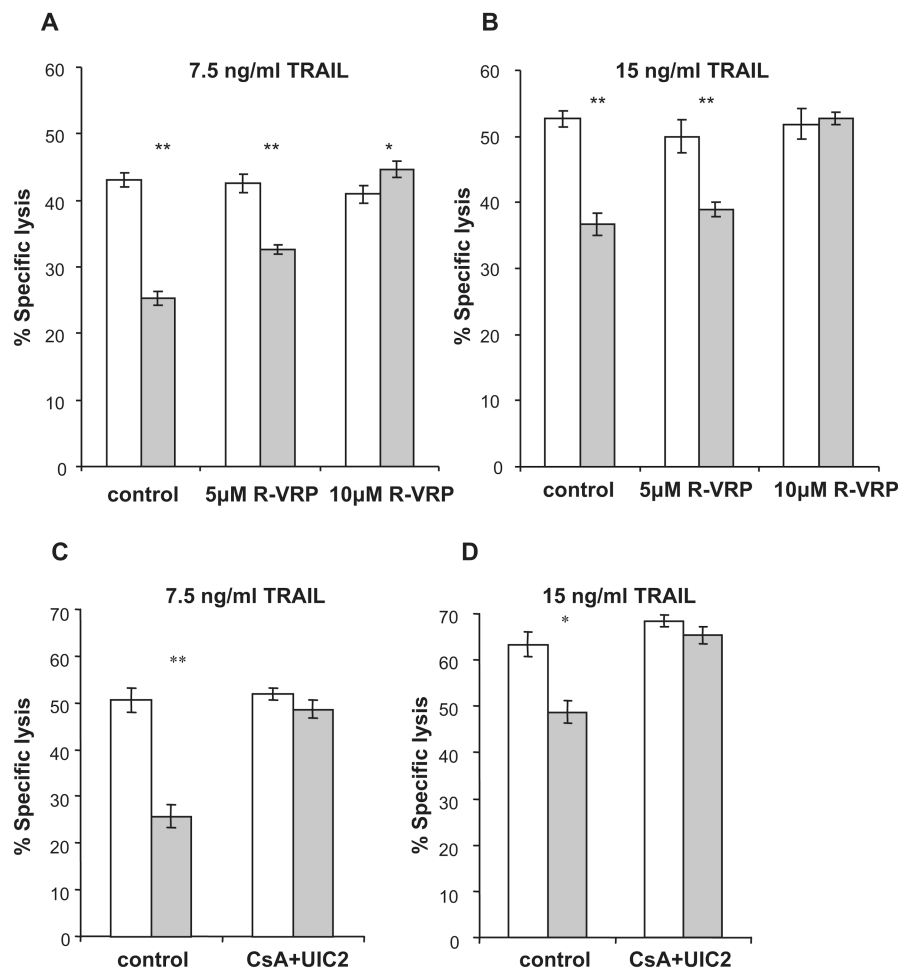 A
7.5 ng/ml TRAIL
% Specific lysis
60
50
40
30
20
10
0
** ** *
control 5µM R-VRP 10µM R-VRP
B
15 ng/ml TRAIL
% Specific lysis
60
50
40
30
20
10
0
** **
control 5µM R-VRP 10µM R-VRP
C
7.5 ng/ml TRAIL
% Specific lysis
70
60
50
40
30
20
10
0
**
control CsA+UIC2
D
15 ng/ml TRAIL
% Specific lysis
70
60
50
40
30
20
10
0
*
control CsA+UIC2